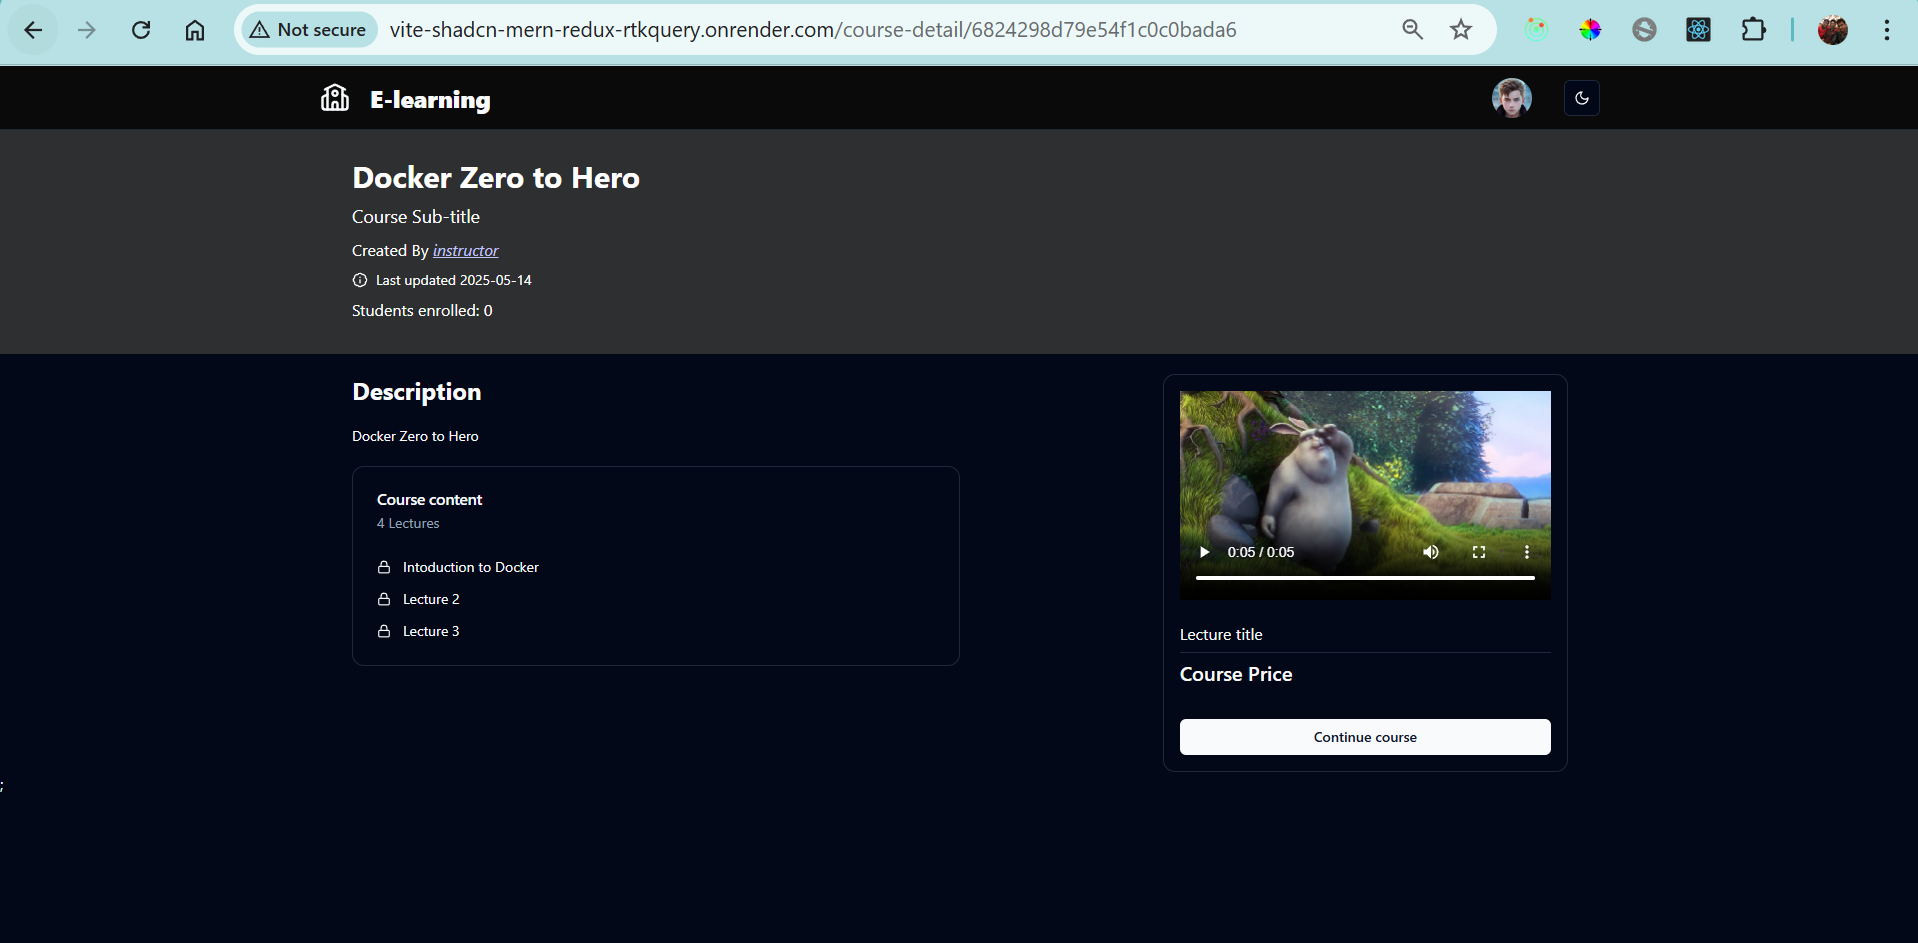 Not secure vite-shadcn-mern-redux-rtkquery.onrender.com/course-detail/6824298d79e54f1c0c0bada6
E-learning
Docker Zero to Hero
Course Sub-title
Created By instructor
Last updated 2025-05-14
Students enrolled: 0
Description
Docker Zero to Hero
Course content
4 Lectures
Intoduction to Docker
Lecture 2
Lecture 3
0:05 / 0:05
Lecture title
Course Price
Continue course
;